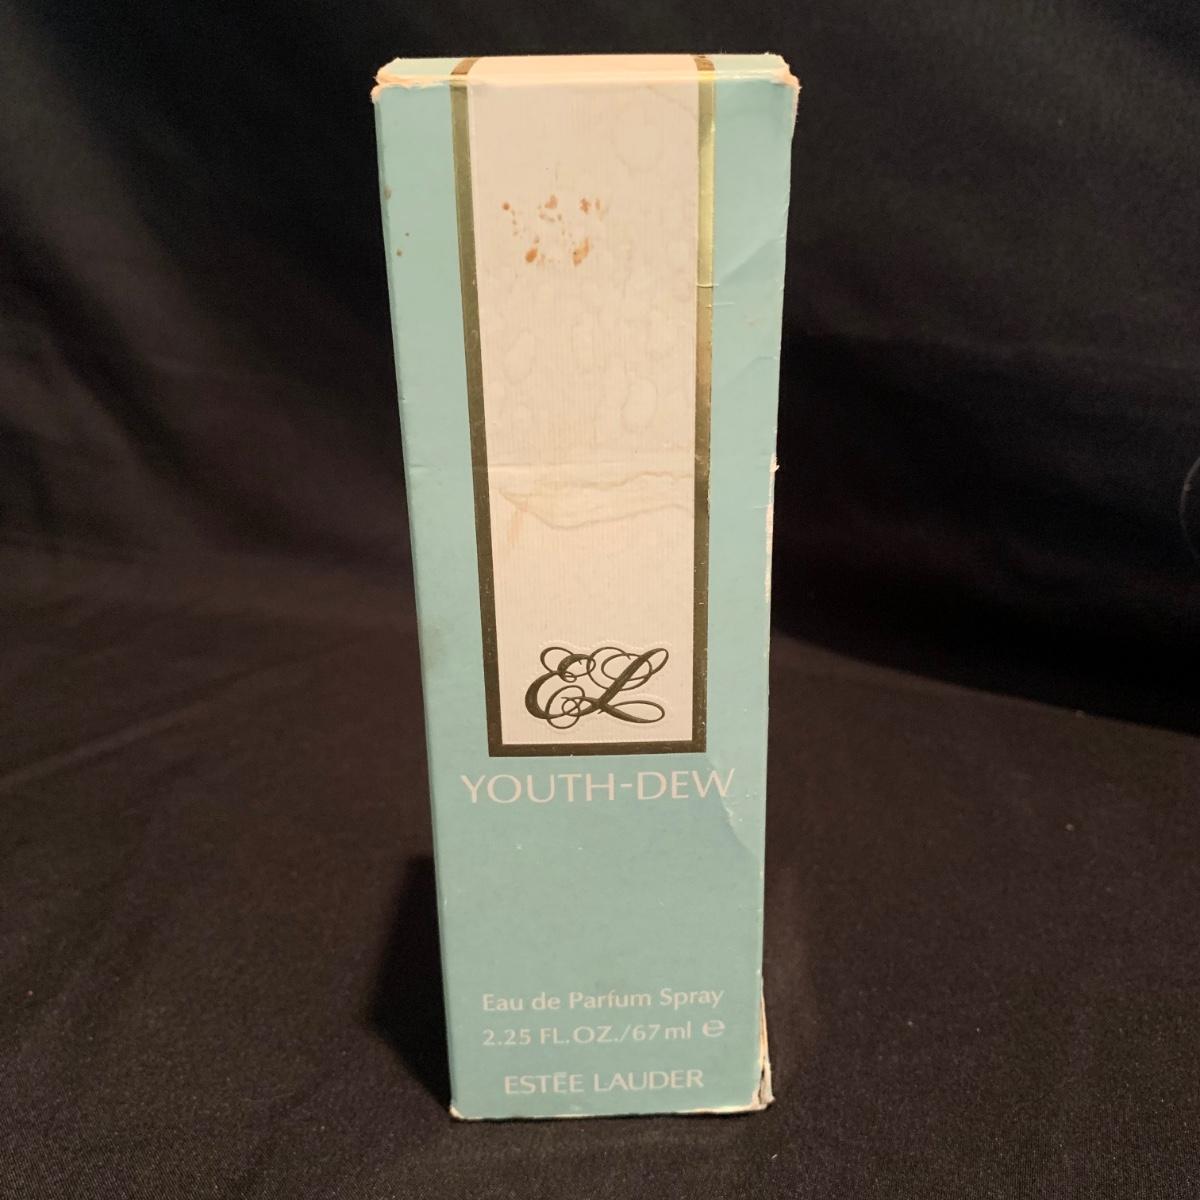 EL
YOUTH-DEW
Eau de Parfum Spray
2.25 FL.OZ./67ml ℮
ESTĒE LAUDER